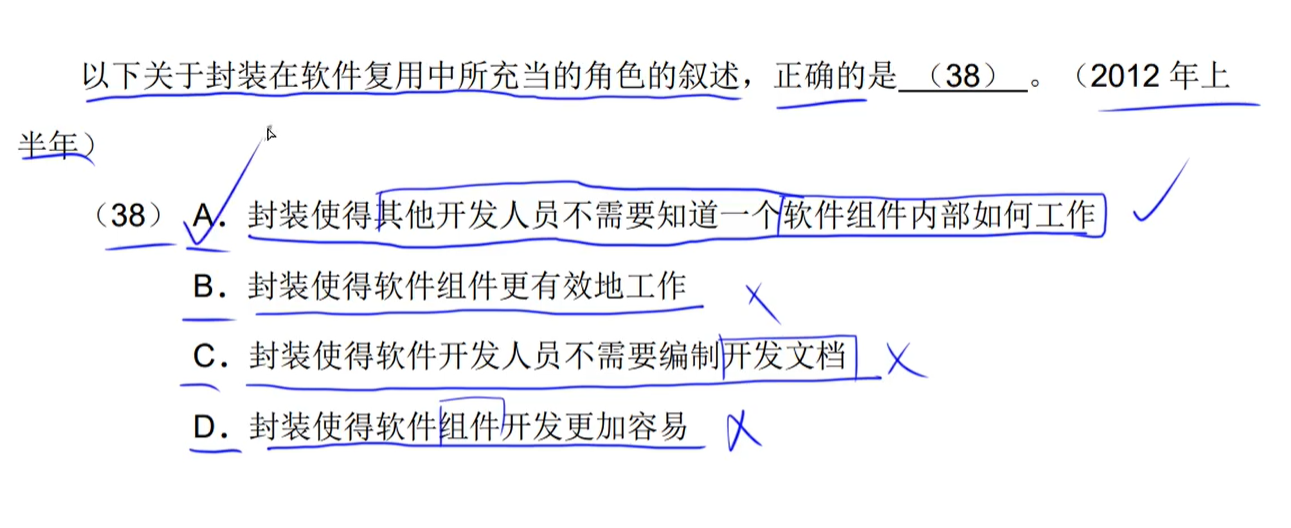 以下关于封装在软件复用中所充当的角色的叙述，正确的是（38）。（2012年上
半年）
（38）A．封装使得其他开发人员不需要知道一个软件组件内部如何工作
B．封装使得软件组件更有效地工作
C．封装使得软件开发人员不需要编制开发文档
D．封装使得软件组件开发更加容易